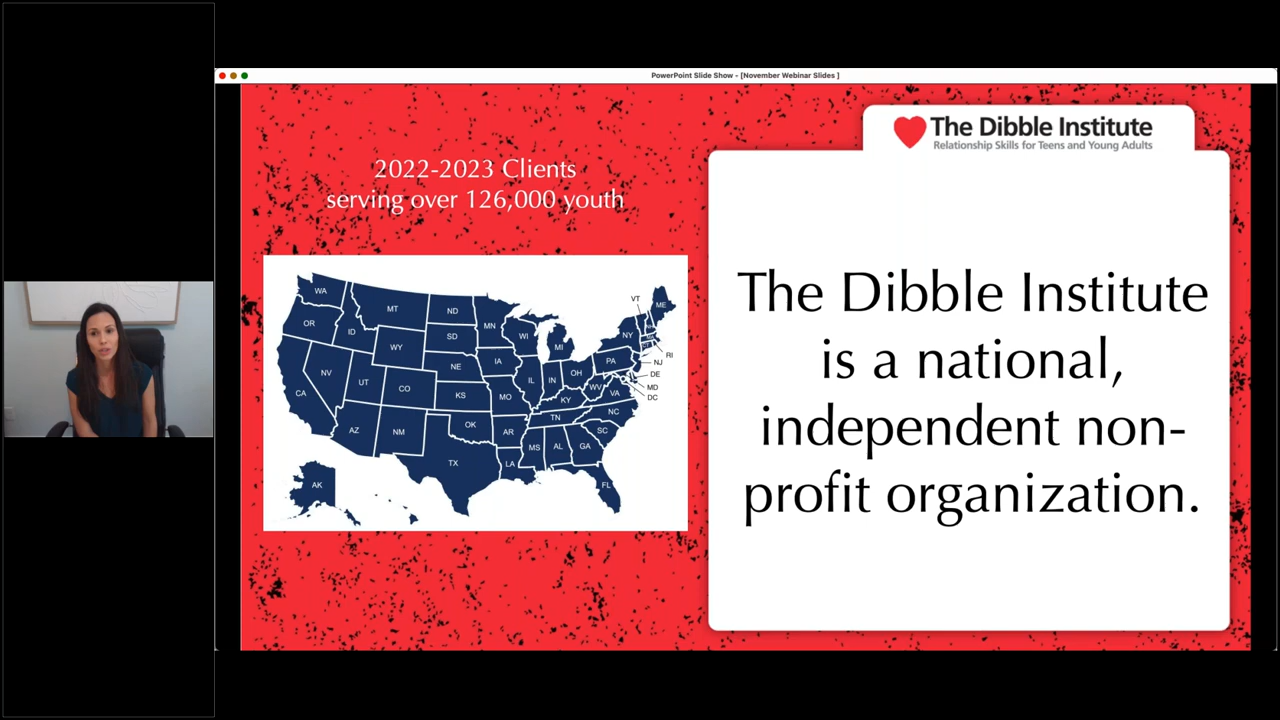 PowerPoint Slide Show - [November Webinar Slides ]
2022-2023 Clients
serving over 126,000 youth
The Dibble Institute
Relationship Skills for Teens and Young Adults
The Dibble Institute
is a national,
independent non-
profit organization.
WA
MT
ND
MN
VT
ME
OR
ID
WY
SD
WI
MI
NY
NV
UT
CO
NE
IA
IL
IN
OH
PA
RI
NJ
DE
MD
DC
CA
KS
MO
KY
WV
VA
AZ
NM
OK
AR
TN
NC
SC
TX
LA
MS
AL
GA
FL
AK